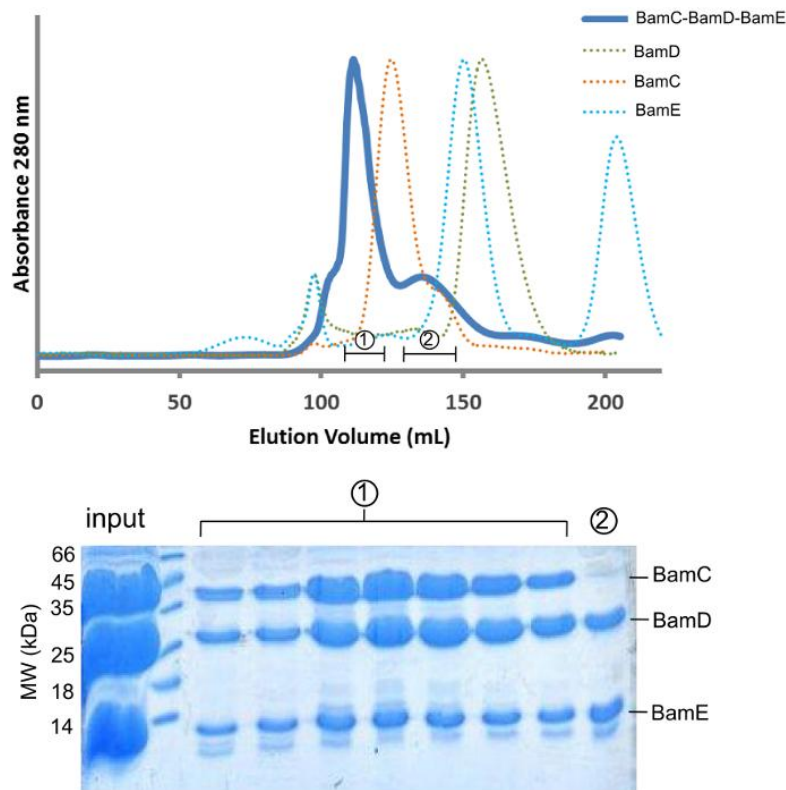 BamC-BamD-BamE
BamD
BamC
BamE
Absorbance 280 nm
① ②
0 50 100 150 200
Elution Volume (mL)
input ① ②
MW (kDa)
66
45
35
25
18
14
BamC
BamD
BamE